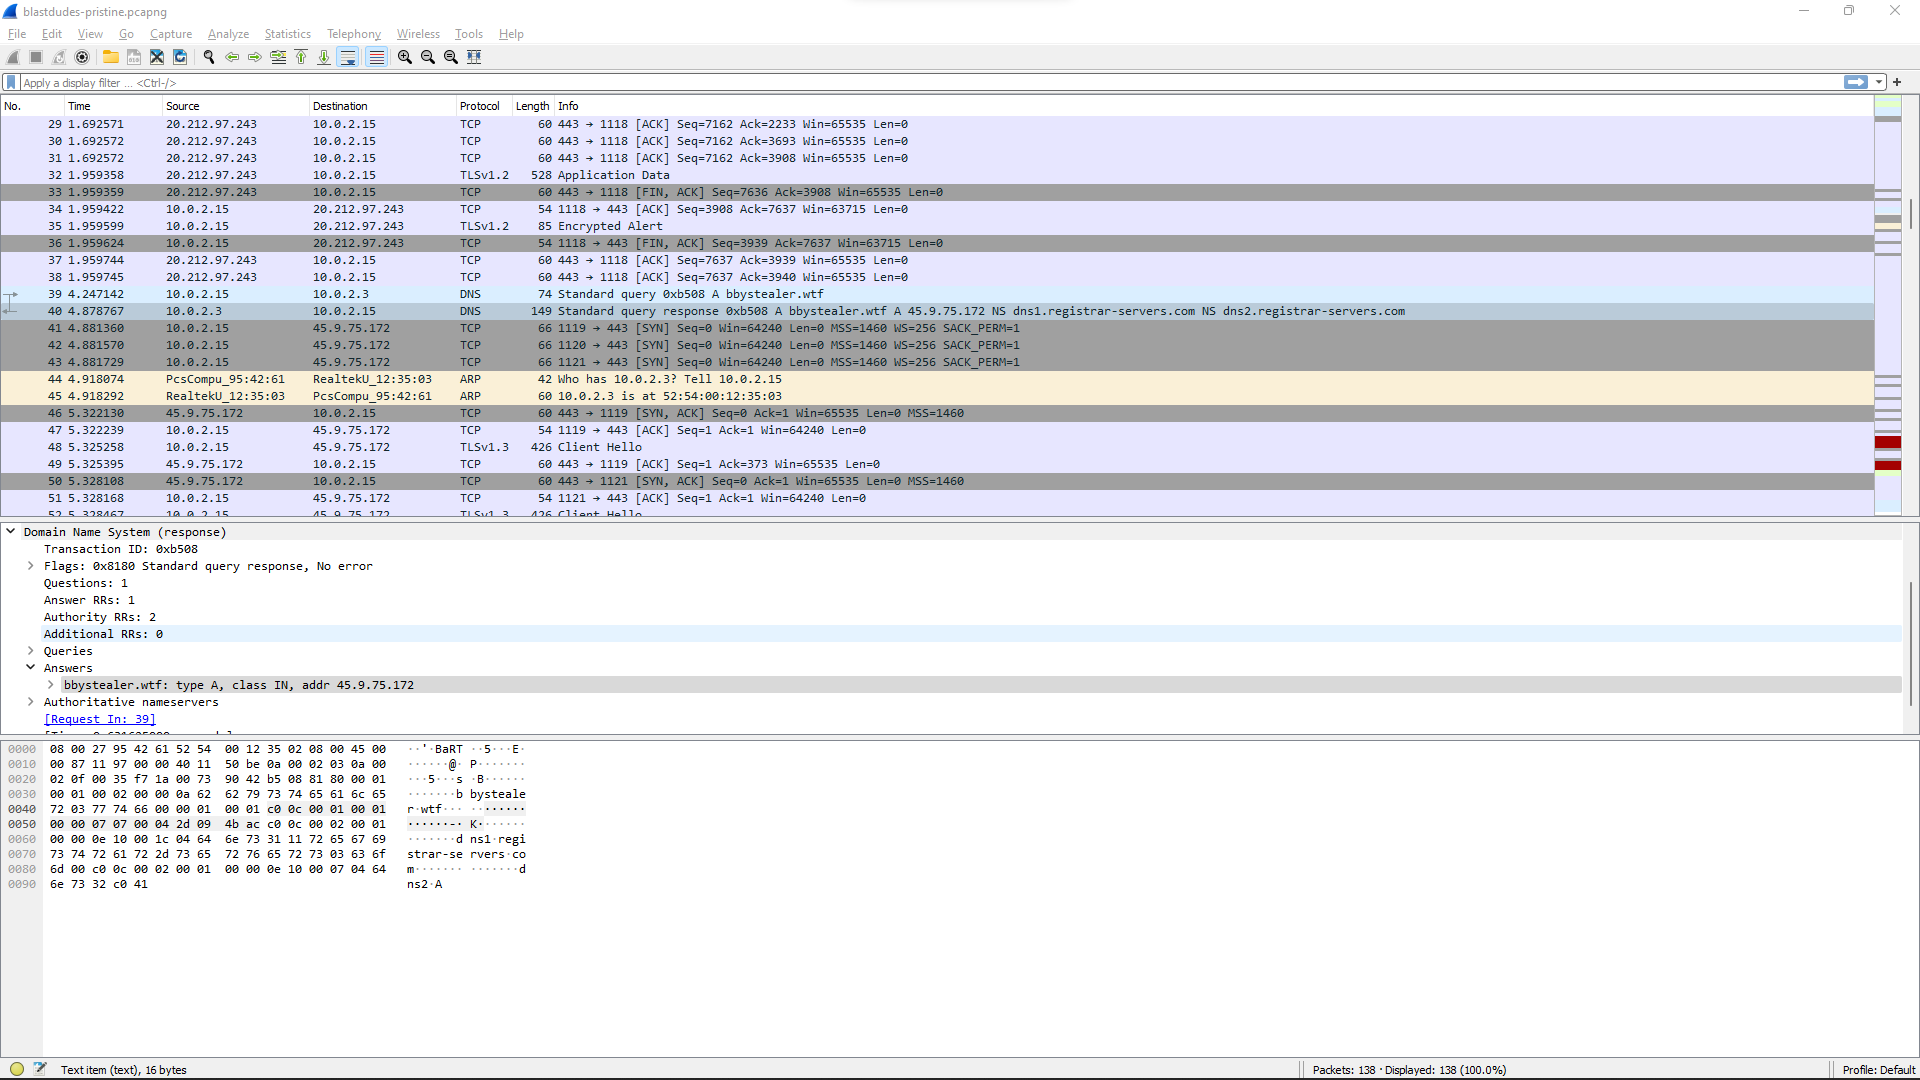 blastdudes-pristine.pcapng
File Edit View Go Capture Analyze Statistics Telephony Wireless Tools Help
Apply a display filter ... <Ctrl-/>
No. Time Source Destination Protocol Length Info
29 1.692571 20.212.97.243 10.0.2.15 TCP 60 443 → 1118 [ACK] Seq=7162 Ack=2233 Win=65535 Len=0
30 1.692572 20.212.97.243 10.0.2.15 TCP 60 443 → 1118 [ACK] Seq=7162 Ack=3693 Win=65535 Len=0
31 1.692572 20.212.97.243 10.0.2.15 TCP 60 443 → 1118 [ACK] Seq=7162 Ack=3908 Win=65535 Len=0
32 1.959358 20.212.97.243 10.0.2.15 TLSv1.2 528 Application Data
33 1.959359 20.212.97.243 10.0.2.15 TCP 60 443 → 1118 [FIN, ACK] Seq=7636 Ack=3908 Win=65535 Len=0
34 1.959422 10.0.2.15 20.212.97.243 TCP 54 1118 → 443 [ACK] Seq=3908 Ack=7637 Win=63715 Len=0
35 1.959599 10.0.2.15 20.212.97.243 TLSv1.2 85 Encrypted Alert
36 1.959624 10.0.2.15 20.212.97.243 TCP 54 1118 → 443 [FIN, ACK] Seq=3939 Ack=7637 Win=63715 Len=0
37 1.959744 20.212.97.243 10.0.2.15 TCP 60 443 → 1118 [ACK] Seq=7637 Ack=3939 Win=65535 Len=0
38 1.959745 20.212.97.243 10.0.2.15 TCP 60 443 → 1118 [ACK] Seq=7637 Ack=3940 Win=65535 Len=0
39 4.247142 10.0.2.15 10.0.2.3 DNS 74 Standard query 0xb508 A bbystealer.wtf
40 4.878767 10.0.2.3 10.0.2.15 DNS 149 Standard query response 0xb508 A bbystealer.wtf A 45.9.75.172 NS dns1.registrar-servers.com NS dns2.registrar-servers.com
41 4.881360 10.0.2.15 45.9.75.172 TCP 66 1119 → 443 [SYN] Seq=0 Win=64240 Len=0 MSS=1460 WS=256 SACK_PERM=1
42 4.881570 10.0.2.15 45.9.75.172 TCP 66 1120 → 443 [SYN] Seq=0 Win=64240 Len=0 MSS=1460 WS=256 SACK_PERM=1
43 4.881729 10.0.2.15 45.9.75.172 TCP 66 1121 → 443 [SYN] Seq=0 Win=64240 Len=0 MSS=1460 WS=256 SACK_PERM=1
44 4.918074 PcsCompu_95:42:61 RealtekU_12:35:03 ARP 42 Who has 10.0.2.3? Tell 10.0.2.15
45 4.918292 RealtekU_12:35:03 PcsCompu_95:42:61 ARP 60 10.0.2.3 is at 52:54:00:12:35:03
46 5.322130 45.9.75.172 10.0.2.15 TCP 60 443 → 1119 [SYN, ACK] Seq=0 Ack=1 Win=65535 Len=0 MSS=1460
47 5.322239 10.0.2.15 45.9.75.172 TCP 54 1119 → 443 [ACK] Seq=1 Ack=1 Win=64240 Len=0
48 5.325258 10.0.2.15 45.9.75.172 TLSv1.3 426 Client Hello
49 5.325395 45.9.75.172 10.0.2.15 TCP 60 443 → 1119 [ACK] Seq=1 Ack=373 Win=65535 Len=0
50 5.328108 45.9.75.172 10.0.2.15 TCP 60 443 → 1121 [SYN, ACK] Seq=0 Ack=1 Win=65535 Len=0 MSS=1460
51 5.328168 10.0.2.15 45.9.75.172 TCP 54 1121 → 443 [ACK] Seq=1 Ack=1 Win=64240 Len=0
52 5.328467 10.0.2.15 45.9.75.172 TLSv1.3 426 Client Hello
Domain Name System (response)
Transaction ID: 0xb508
Flags: 0x8180 Standard query response, No error
Questions: 1
Answer RRs: 1
Authority RRs: 2
Additional RRs: 0
Queries
Answers
bbystealer.wtf: type A, class IN, addr 45.9.75.172
Authoritative nameservers
[Request In: 39]
0000 08 00 27 95 42 61 52 54 00 12 35 02 08 00 45 00 ··'·BaRT ··5···E·
0010 00 87 11 97 00 00 40 11 50 be 0a 00 02 03 0a 00 ······@· P·······
0020 02 0f 00 35 f7 1a 00 73 90 42 b5 08 81 80 00 01 ···5···s ·B······
0030 00 01 00 02 00 00 0a 62 62 79 73 74 65 61 6c 65 ·······b bysteale
0040 72 03 77 74 66 00 00 01 00 01 c0 0c 00 01 00 01 r·wtf··· ········
0050 00 00 07 07 00 04 2d 09 4b ac c0 0c 00 02 00 01 ······-· K·······
0060 00 00 0e 10 00 1c 04 64 6e 73 31 11 72 65 67 69 ·······d ns1·regi
0070 73 74 72 61 72 2d 73 65 72 76 65 72 73 03 63 6f strar-se rvers·co
0080 6d 00 c0 0c 00 02 00 01 00 00 0e 10 00 07 04 64 m······· ·······d
0090 6e 73 32 c0 41 ns2·A
Text item (text), 16 bytes
Packets: 138 · Displayed: 138 (100.0%)
Profile: Default